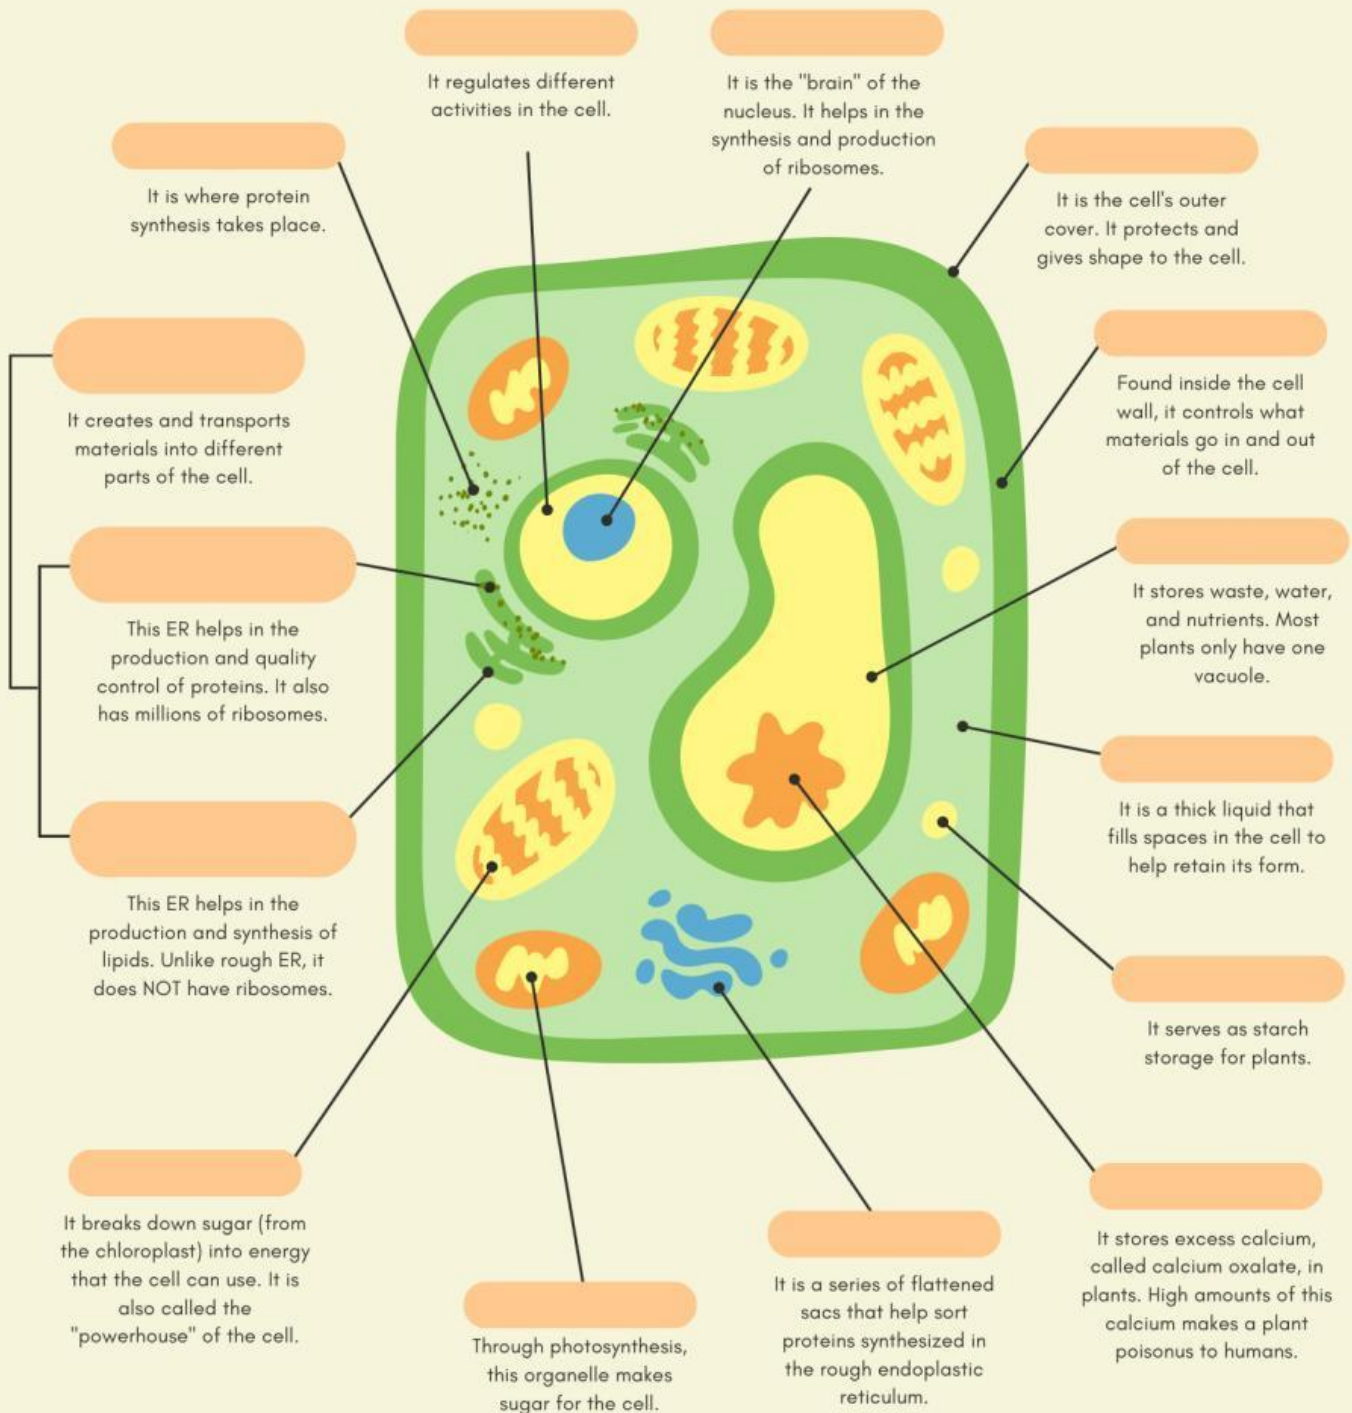 It regulates different
activities in the cell.
It is the "brain" of the
nucleus. It helps in the
synthesis and production
of ribosomes.
It is where protein
synthesis takes place.
It is the cell's outer
cover. It protects and
gives shape to the cell.
It creates and transports
materials into different
parts of the cell.
Found inside the cell
wall, it controls what
materials go in and out
of the cell.
This ER helps in the
production and quality
control of proteins. It also
has millions of ribosomes.
It stores waste, water,
and nutrients. Most
plants only have one
vacuole.
It is a thick liquid that
fills spaces in the cell to
help retain its form.
This ER helps in the
production and synthesis of
lipids. Unlike rough ER, it
does NOT have ribosomes.
It serves as starch
storage for plants.
It breaks down sugar (from
the chloroplast) into energy
that the cell can use. It is
also called the
"powerhouse" of the cell.
Through photosynthesis,
this organelle makes
sugar for the cell.
It is a series of flattened
sacs that help sort
proteins synthesized in
the rough endoplastic
reticulum.
It stores excess calcium,
called calcium oxalate, in
plants. High amounts of this
calcium makes a plant
poisonus to humans.